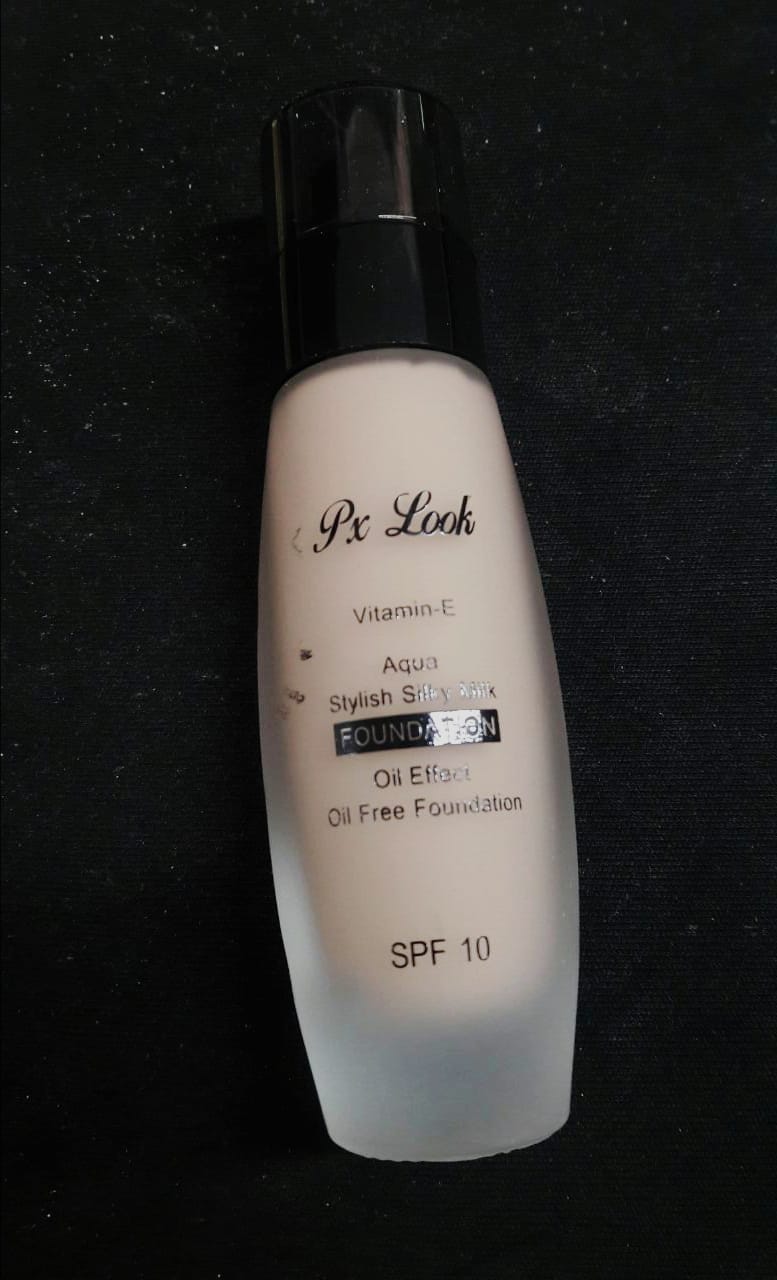 Px Look
Vitamin-E
Aqua
Stylish Silky Milk
FOUNDATION
Oil Effect
Oil Free Foundation
SPF 10